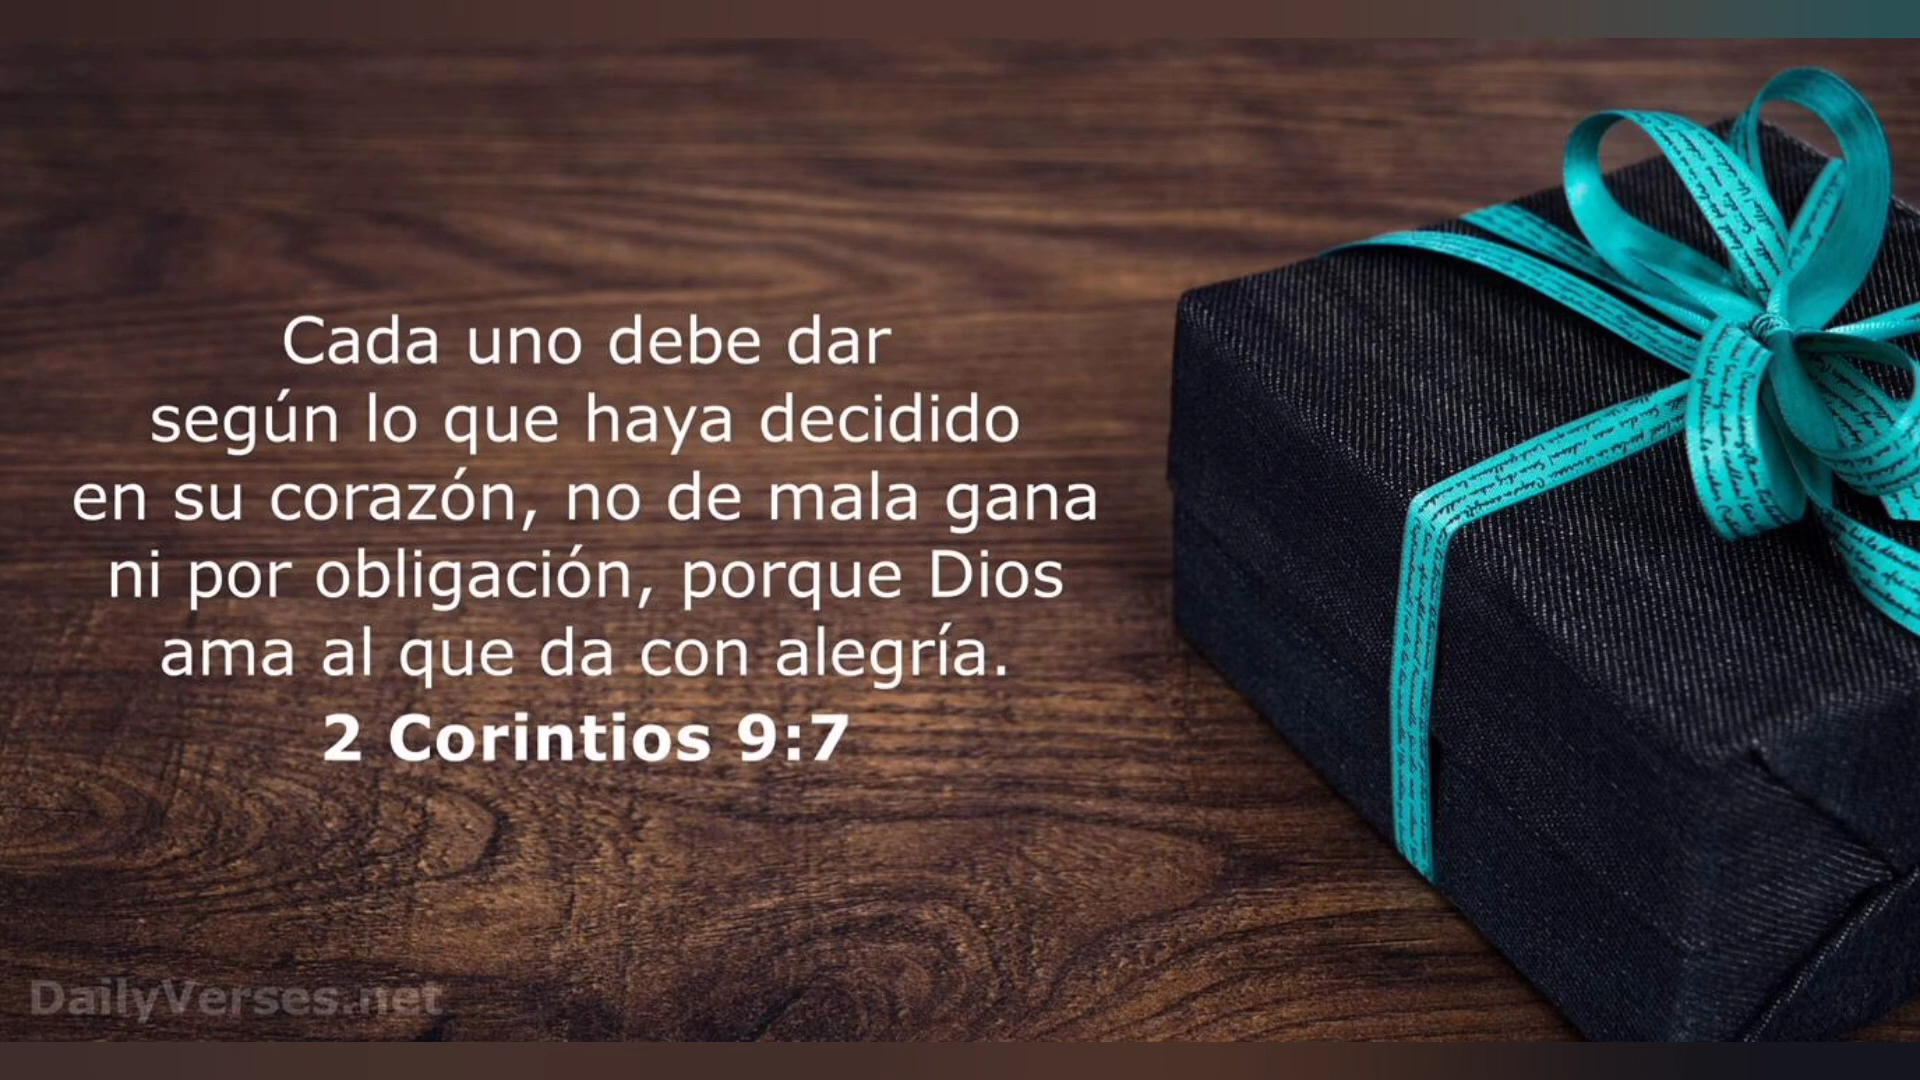 Cada uno debe dar
según lo que haya decidido
en su corazón, no de mala gana
ni por obligación, porque Dios
ama al que da con alegría.
2 Corintios 9:7
DailyVerses.net